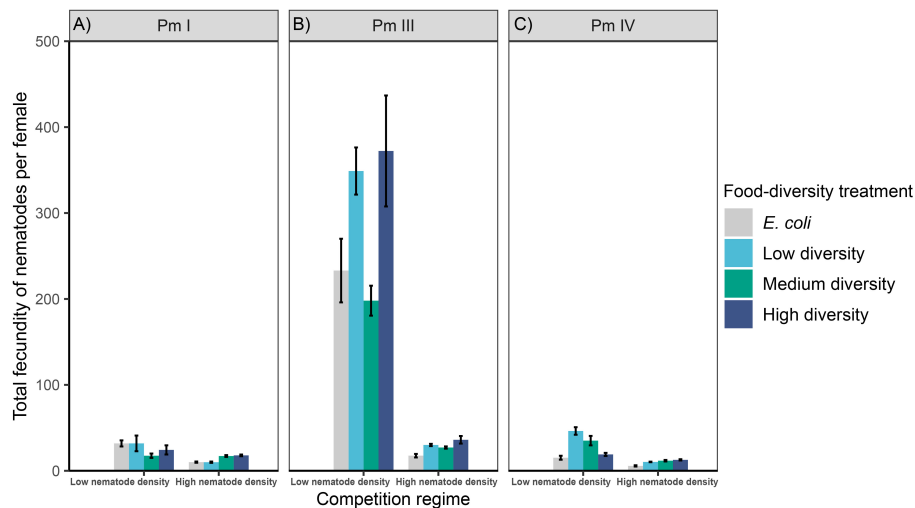 A) Pm I
B) Pm III
C) Pm IV
Total fecundity of nematodes per female
500
400
300
200
100
0
Low nematode density High nematode density
Low nematode density High nematode density
Low nematode density High nematode density
Competition regime
Food-diversity treatment
E. coli
Low diversity
Medium diversity
High diversity